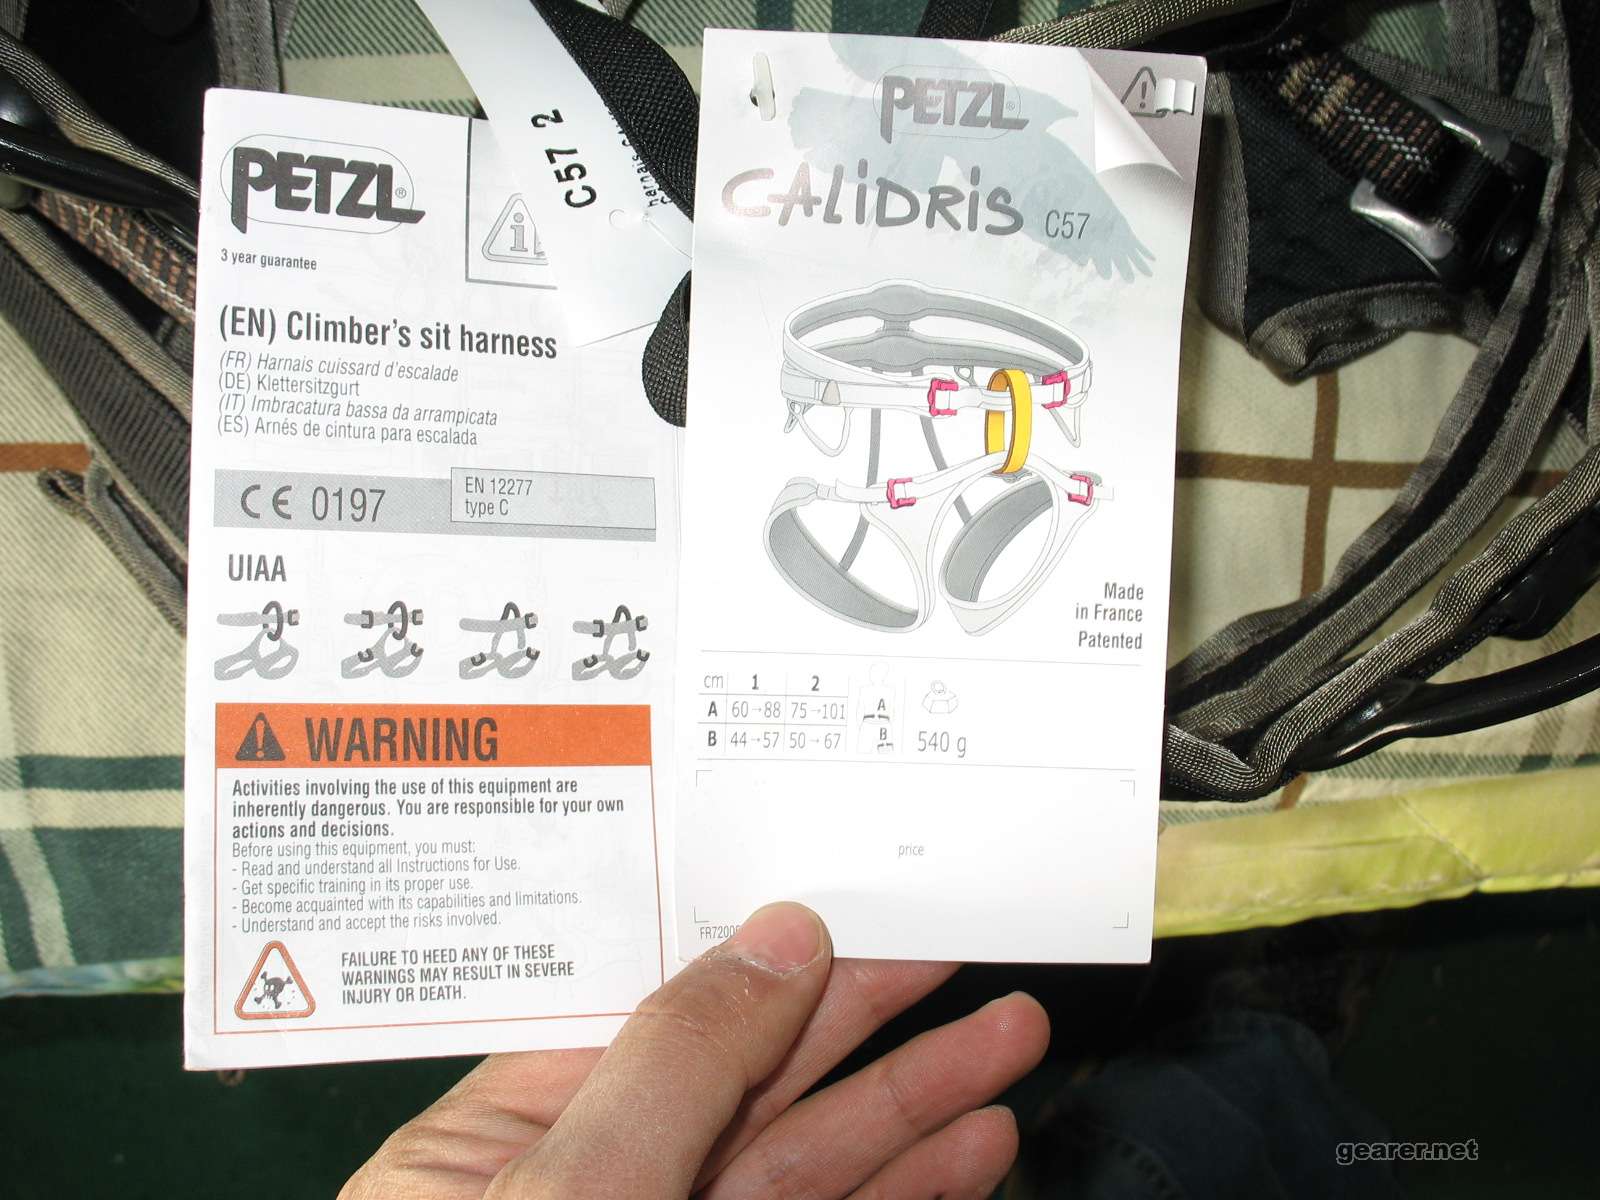 PETZL®
3 year guarantee
(EN) Climber's sit harness
(FR) Harnais cuissard d'escalade
(DE) Klettersitzgurt
(IT) Imbracatura bassa da arrampicata
(ES) Arnés de cintura para escalada
CE 0197
EN 12277
type C
UIAA
WARNING
Activities involving the use of this equipment are
inherently dangerous. You are responsible for your own
actions and decisions.
Before using this equipment, you must:
- Read and understand all Instructions for Use.
- Get specific training in its proper use.
- Become acquainted with its capabilities and limitations.
- Understand and accept the risks involved.
FAILURE TO HEED ANY OF THESE
WARNINGS MAY RESULT IN SEVERE
INJURY OR DEATH.
C57 2
PETZL®
CALIDRIS C57
Made
in France
Patented
cm 1 2
A 60→88 75→101
B 44→57 50→67
A
B
540 g
price
gearer.net